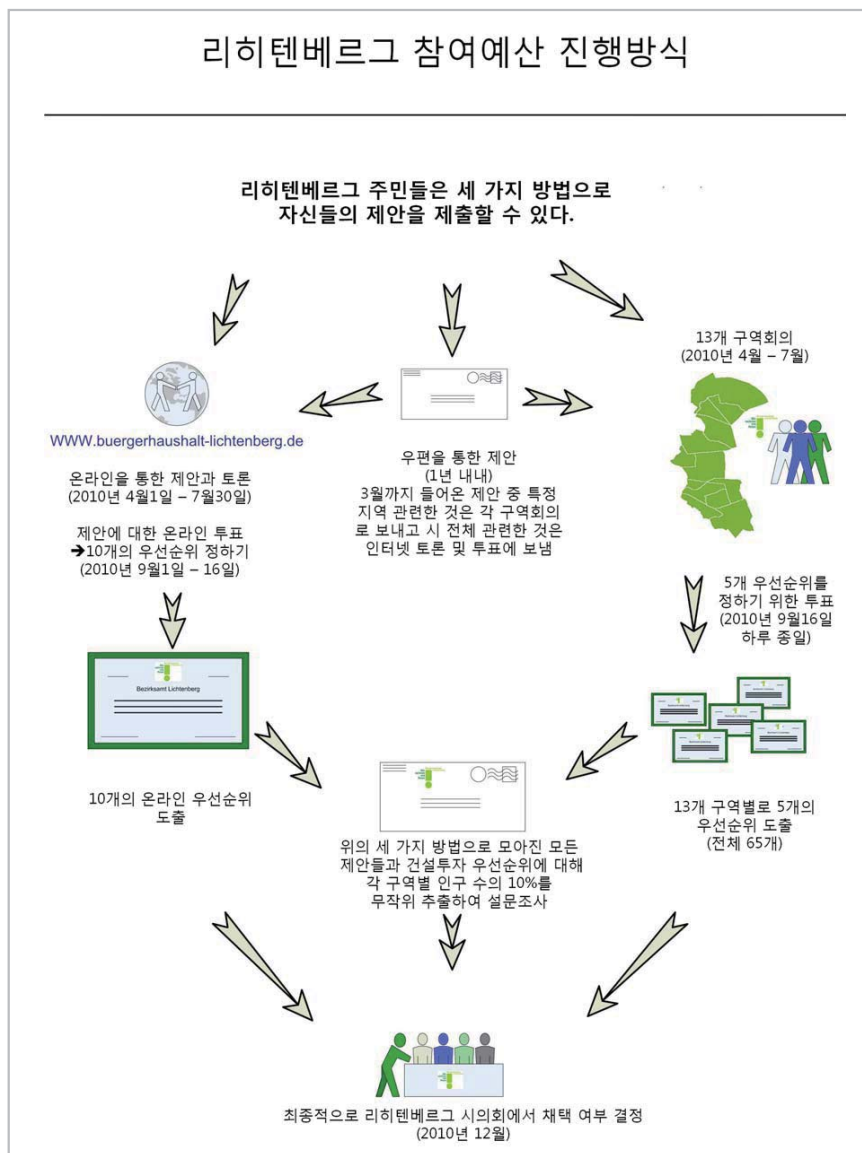 리히텐베르그 참여예산 진행방식
리히텐베르그 주민들은 세 가지 방법으로
자신들의 제안을 제출할 수 있다.
WWW.buergerhaushalt-lichtenberg.de
온라인을 통한 제안과 토론
(2010년 4월1일 – 7월30일)
제안에 대한 온라인 투표
➔10개의 우선순위 정하기
(2010년 9월1일 – 16일)
우편을 통한 제안
(1년 내내)
3월까지 들어온 제안 중 특정
지역 관련한 것은 각 구역회의
로 보내고 시 전체 관련한 것은
인터넷 토론 및 투표에 보냄
13개 구역회의
(2010년 4월 – 7월)
5개 우선순위를
정하기 위한 투표
(2010년 9월16일
하루 종일)
Bezirksamt Lichtenberg
10개의 온라인 우선순위
도출
위의 세 가지 방법으로 모아진 모든
제안들과 건설투자 우선순위에 대해
각 구역별 인구 수의 10%를
무작위 추출하여 설문조사
13개 구역별로 5개의
우선순위 도출
(전체 65개)
최종적으로 리히텐베르그 시의회에서 채택 여부 결정
(2010년 12월)